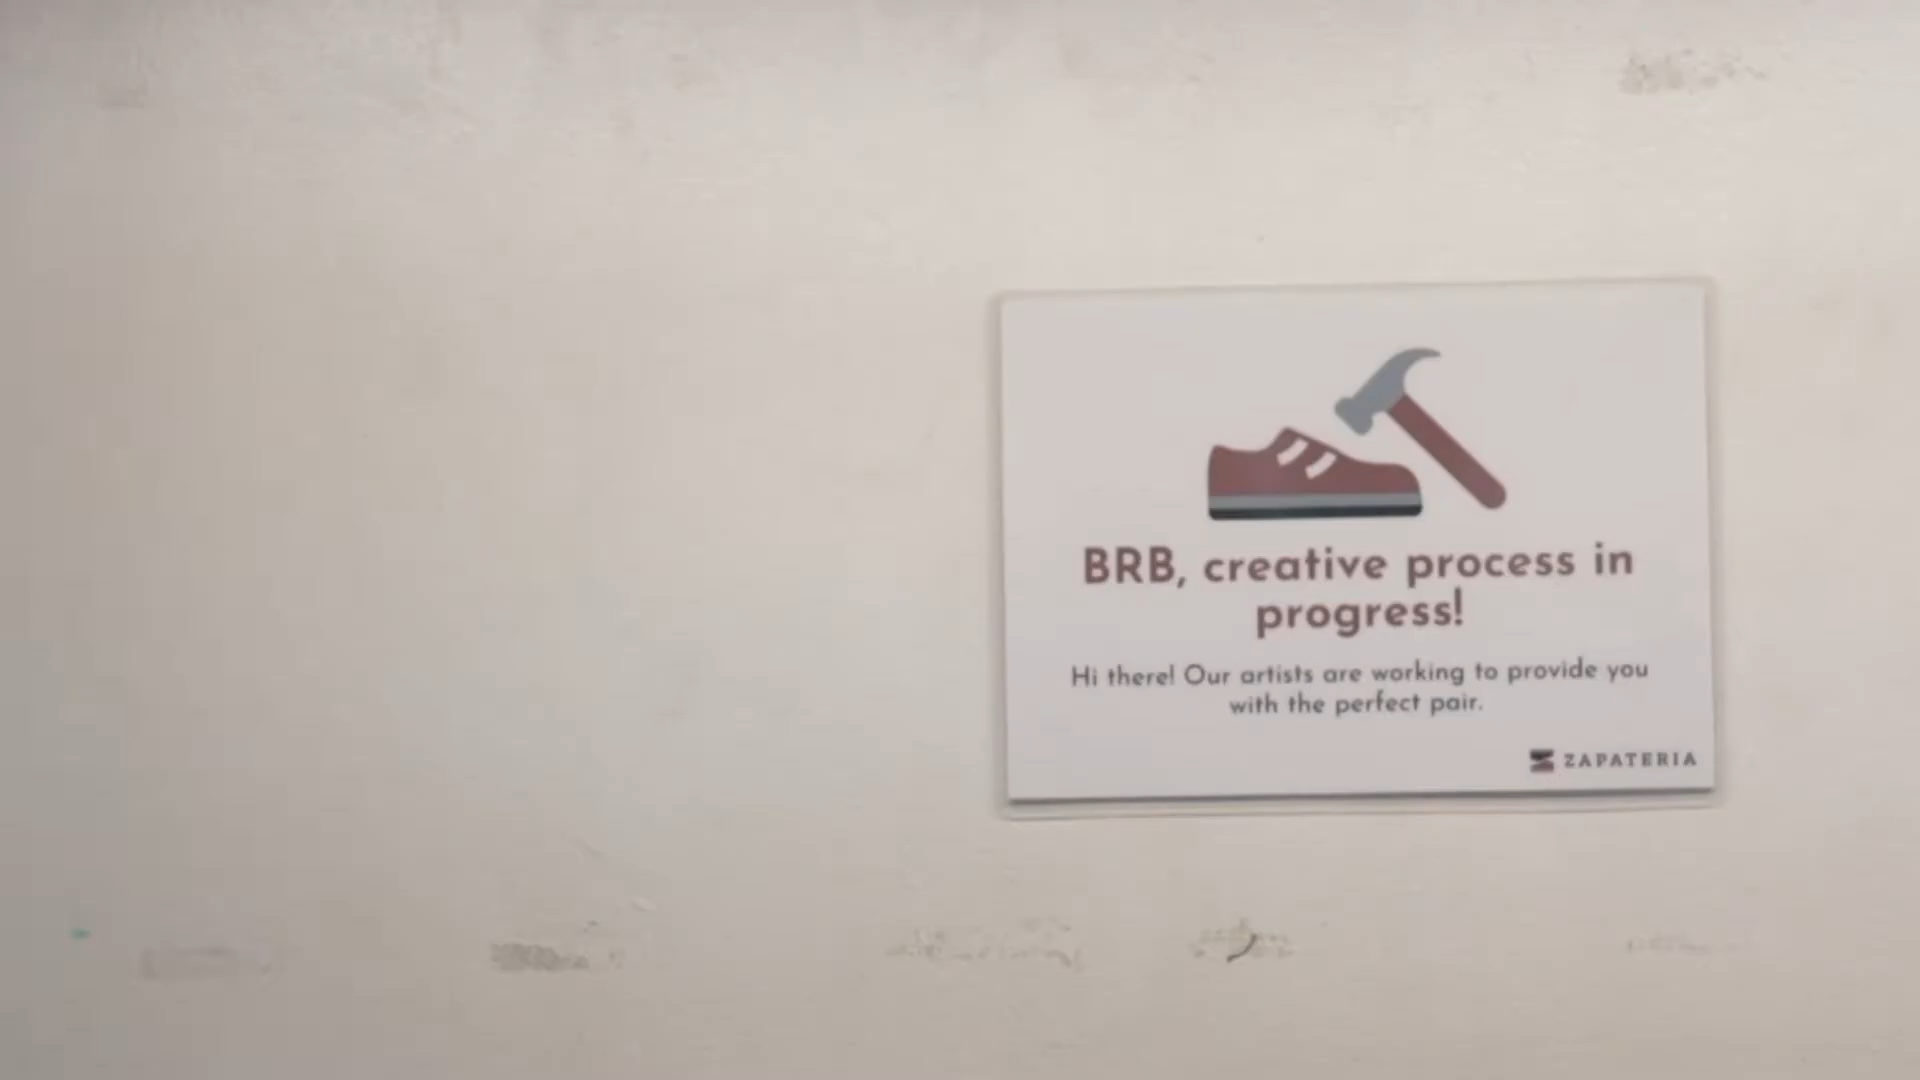 BRB, creative process in
progress!
Hi there! Our artists are working to provide you
with the perfect pair.
ZAPATERIA